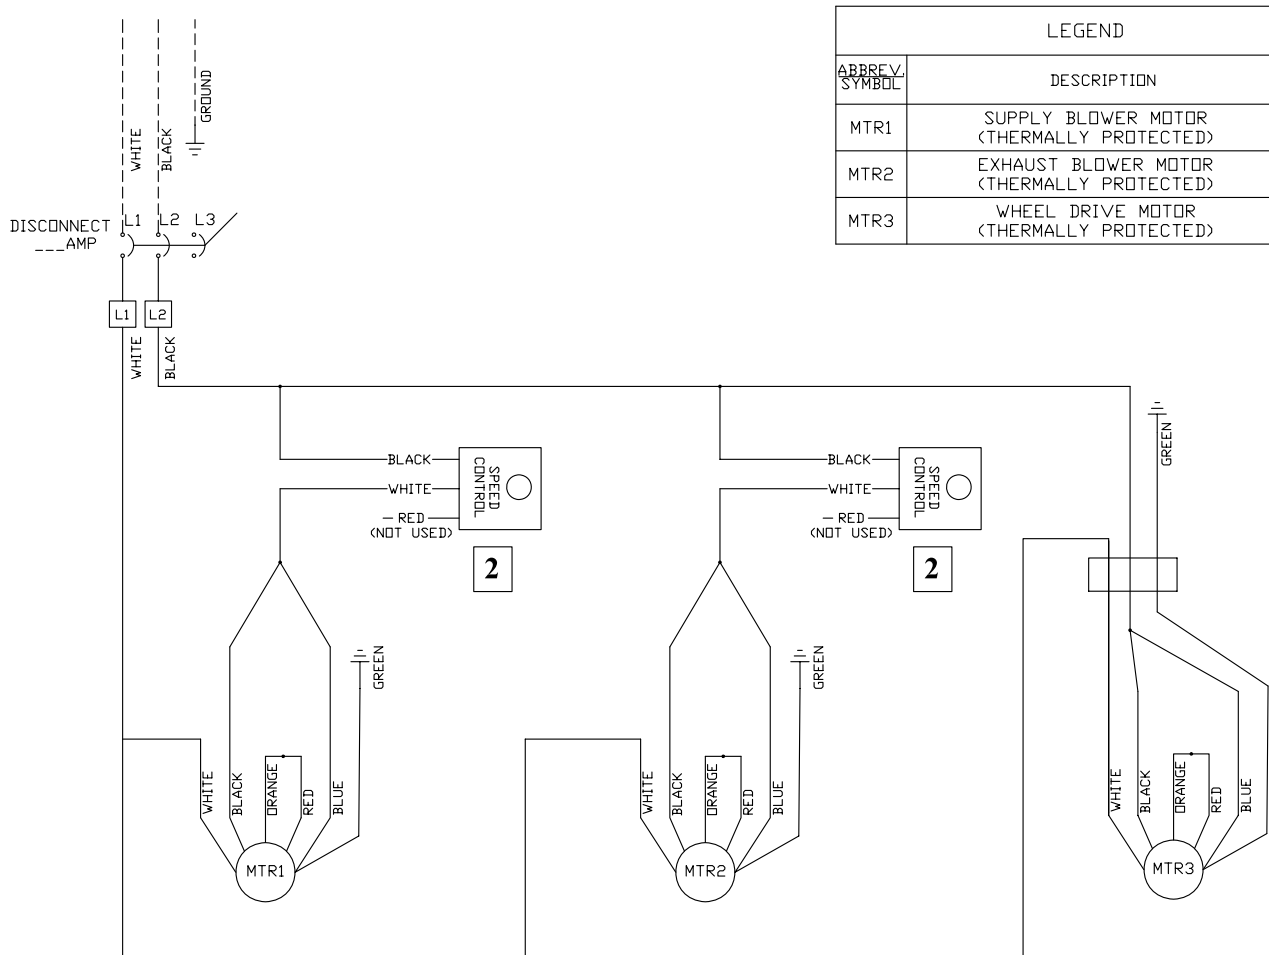 LEGEND
ABBREV.
SYMBOL
DESCRIPTION
MTR1
SUPPLY BLOWER MOTOR
(THERMALLY PROTECTED)
MTR2
EXHAUST BLOWER MOTOR
(THERMALLY PROTECTED)
MTR3
WHEEL DRIVE MOTOR
(THERMALLY PROTECTED)
WHITE
BLACK
GROUND
DISCONNECT
___AMP
L1
L2
L3
L1
L2
WHITE
BLACK
BLACK
WHITE
RED
(NOT USED)
SPEED
CONTROL
2
BLACK
WHITE
RED
(NOT USED)
SPEED
CONTROL
2
GREEN
GREEN
GREEN
WHITE
BLACK
ORANGE
RED
BLUE
MTR1
WHITE
BLACK
ORANGE
RED
BLUE
MTR2
WHITE
BLACK
ORANGE
RED
BLUE
MTR3